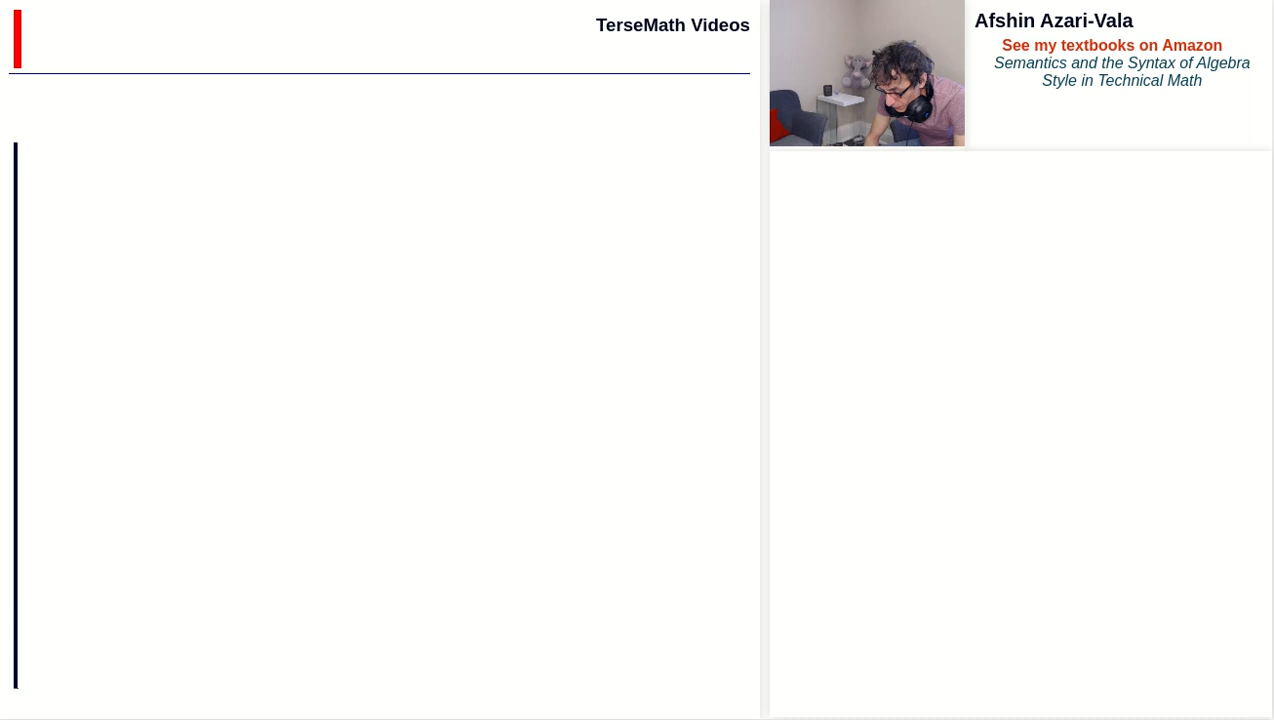 TerseMath Videos
Afshin Azari-Vala
See my textbooks on Amazon
Semantics and the Syntax of Algebra
Style in Technical Math